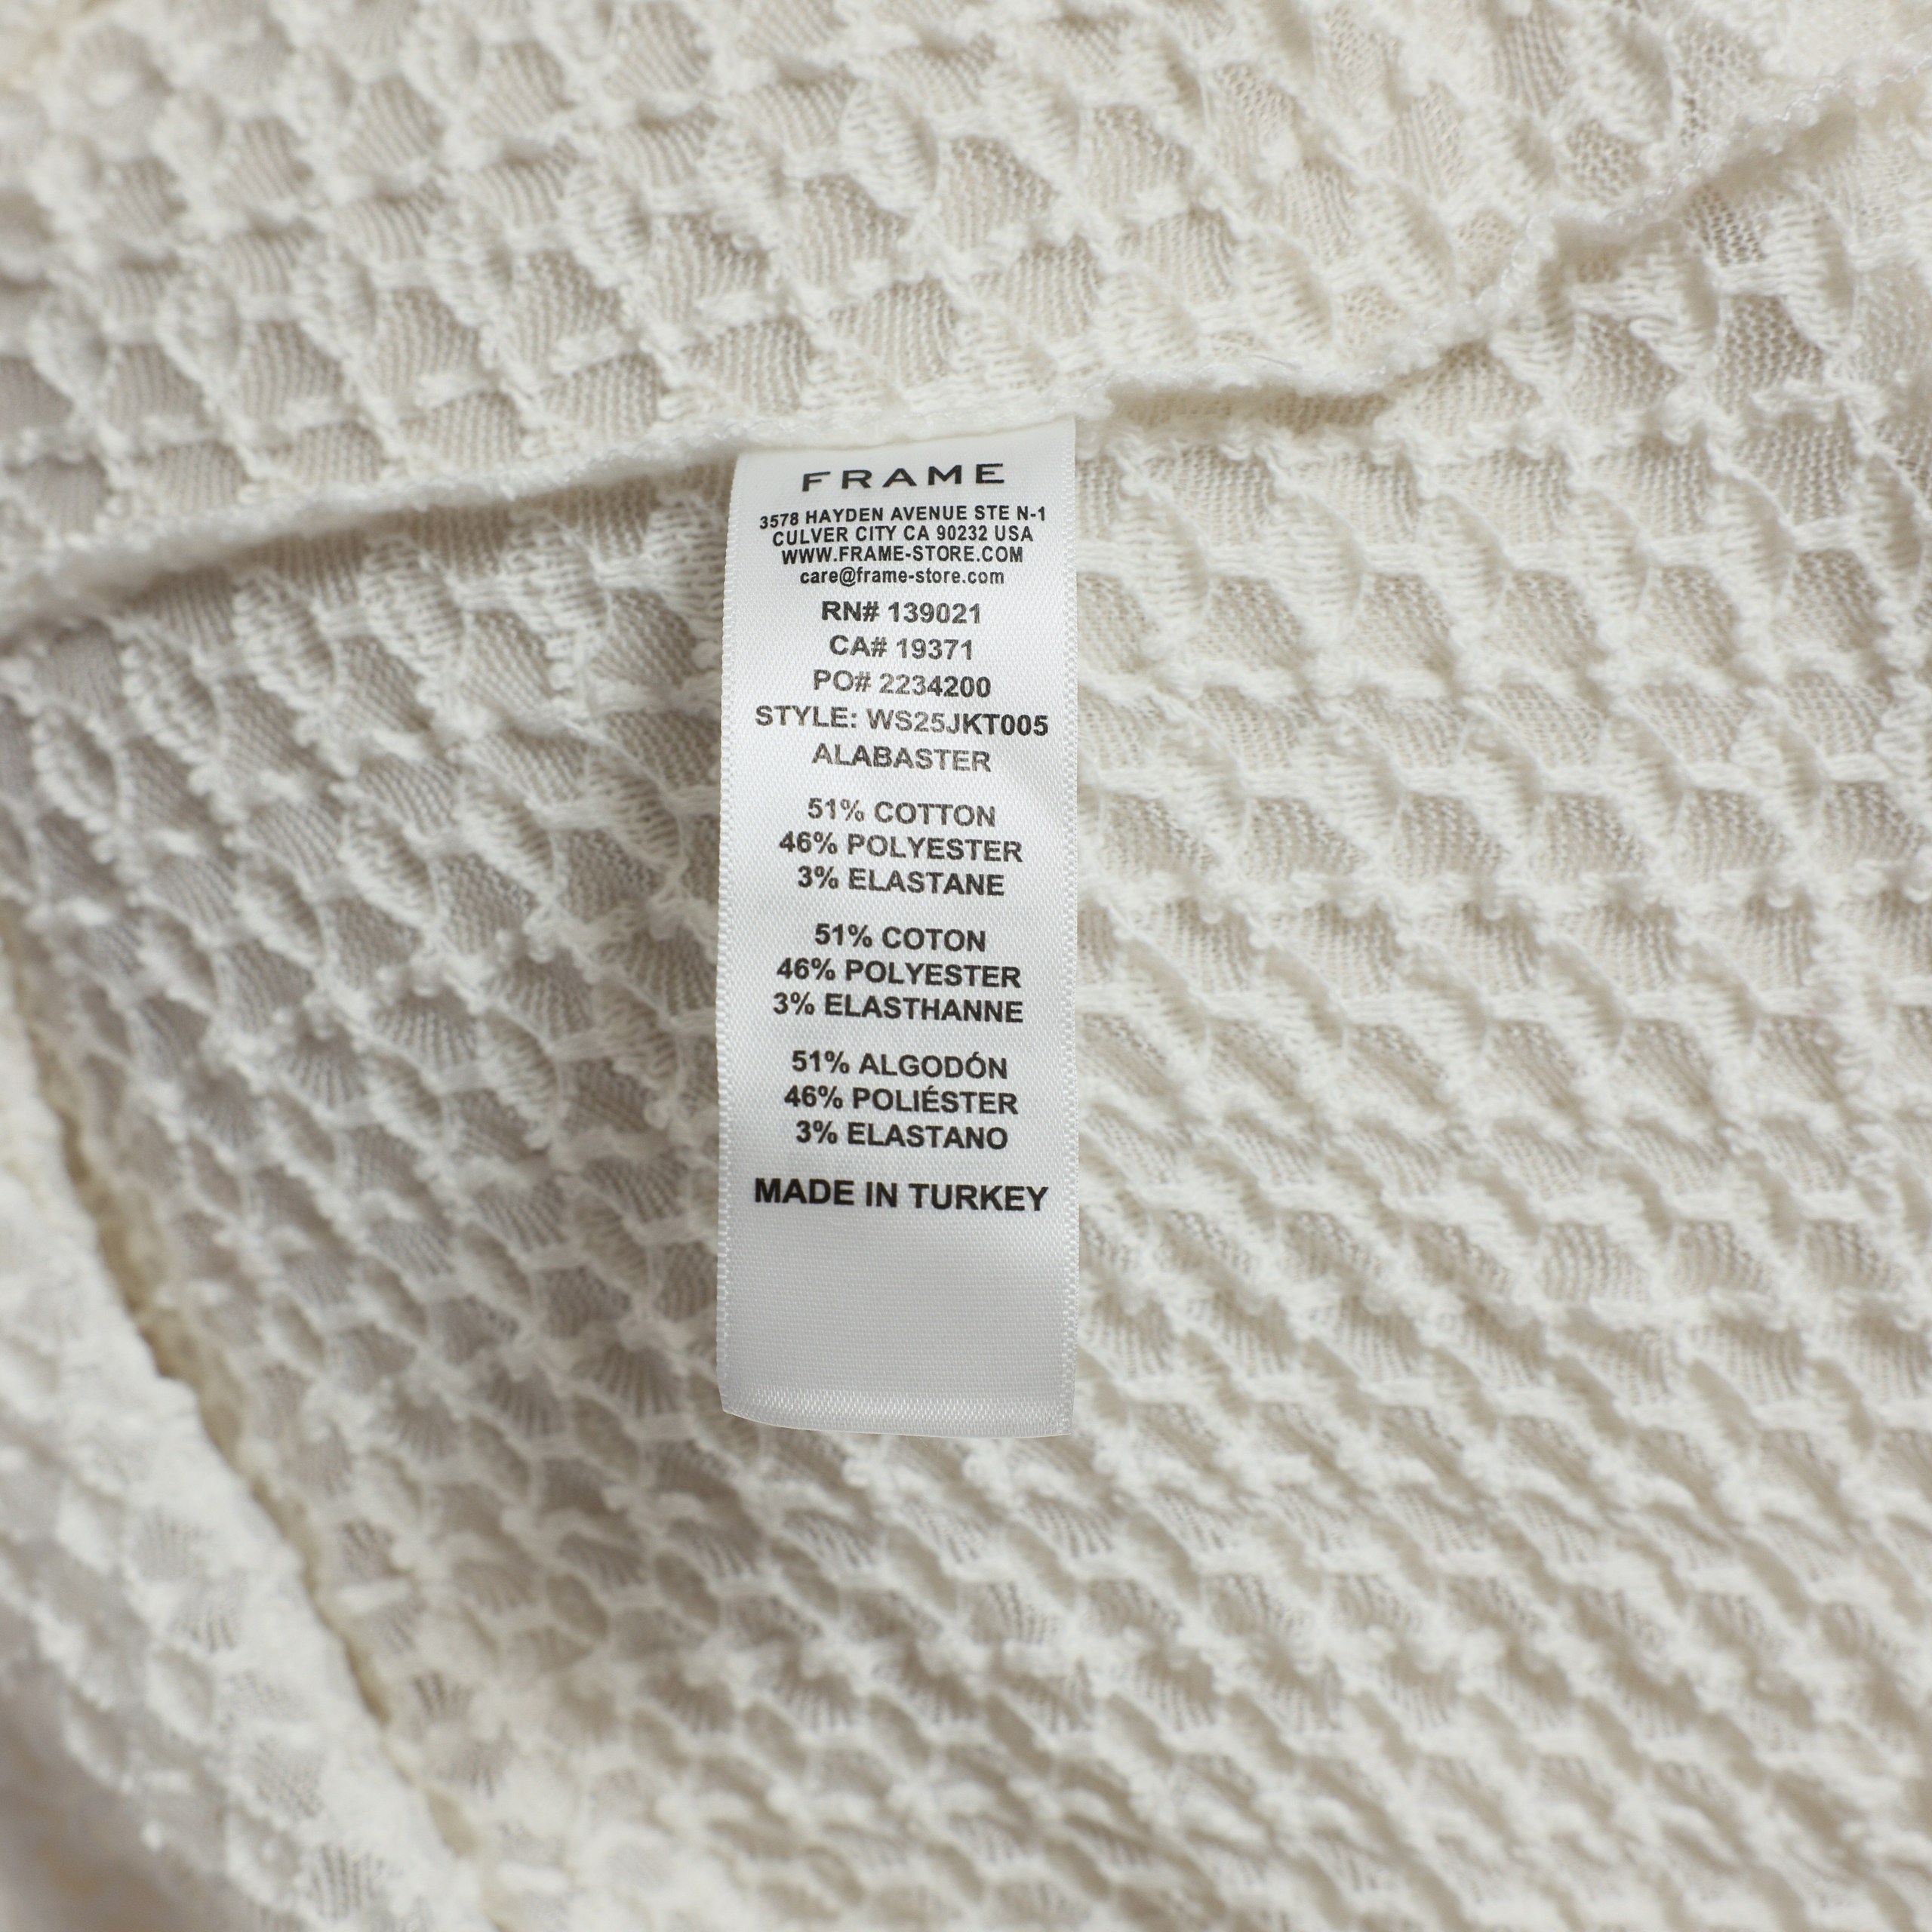 FRAME
3578 HAYDEN AVENUE STE N-1
CULVER CITY CA 90232 USA
WWW.FRAME-STORE.COM
care@frame-store.com
RN# 139021
CA# 19371
PO# 2234200
STYLE: WS25JKT005
ALABASTER
51% COTTON
46% POLYESTER
3% ELASTANE
51% COTON
46% POLYESTER
3% ELASTHANNE
51% ALGODÓN
46% POLIÉSTER
3% ELASTANO
MADE IN TURKEY